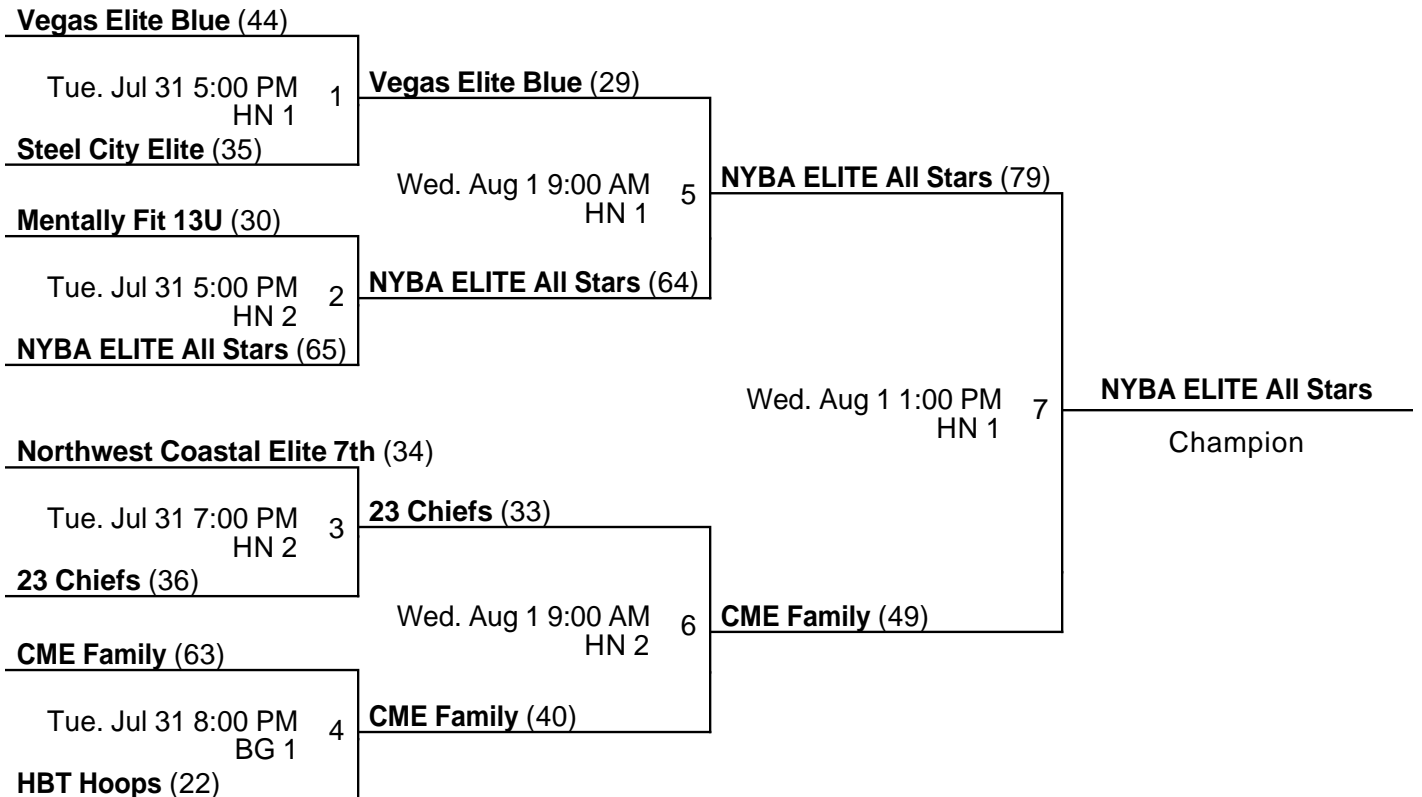 Vegas Elite Blue (44)
Tue. Jul 31 5:00 PM
HN 1
1
Steel City Elite (35)
Mentally Fit 13U (30)
Tue. Jul 31 5:00 PM
HN 2
2
NYBA ELITE All Stars (65)
Northwest Coastal Elite 7th (34)
Tue. Jul 31 7:00 PM
HN 2
3
23 Chiefs (36)
CME Family (63)
Tue. Jul 31 8:00 PM
BG 1
4
HBT Hoops (22)
Vegas Elite Blue (29)
Wed. Aug 1 9:00 AM
HN 1
5
NYBA ELITE All Stars (64)
23 Chiefs (33)
Wed. Aug 1 9:00 AM
HN 2
6
CME Family (40)
NYBA ELITE All Stars (79)
Wed. Aug 1 1:00 PM
HN 1
7
CME Family (49)
NYBA ELITE All Stars
Champion